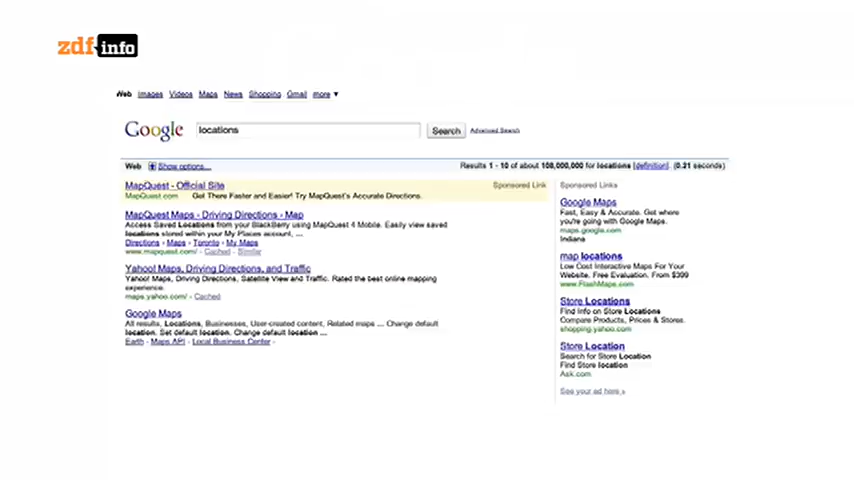 zdf info
Web Images Videos Maps News Shopping Gmail more ▼
Google locations Search Advanced Search
Web Show options... Results 1 - 10 of about 108,000,000 for locations [definition]. (0.21 seconds)
MapQuest - Official Site Sponsored Link
MapQuest.com Get There Faster and Easier! Try MapQuest's Accurate Directions.
MapQuest Maps - Driving Directions - Map
Access Saved Locations from your BlackBerry using MapQuest 4 Mobile. Easily view saved
locations stored within your My Places account, ...
Directions - Maps - Toronto - My Maps
www.mapquest.com/ - Cached - Similar
Yahoo! Maps, Driving Directions, and Traffic
Yahoo! Maps, Driving Directions, Satellite View and Traffic. Rated the best online mapping
experience.
maps.yahoo.com/ - Cached
Google Maps
All results, Locations, Businesses, User-created content, Related maps ... Change default
location. Set default location. Change default location ...
Earth - Maps API - Local Business Center -
Sponsored Links
Google Maps
Fast, Easy & Accurate. Get where
you're going with Google Maps.
maps.google.com
Indiana
map locations
Low Cost Interactive Maps For Your
Website. Free Evaluation. From $399
www.FlashMaps.com
Store Locations
Find Info on Store Locations
Compare Products, Prices & Stores.
shopping.yahoo.com
Store Location
Search for Store Location
Find Store location
Ask.com
See your ad here »